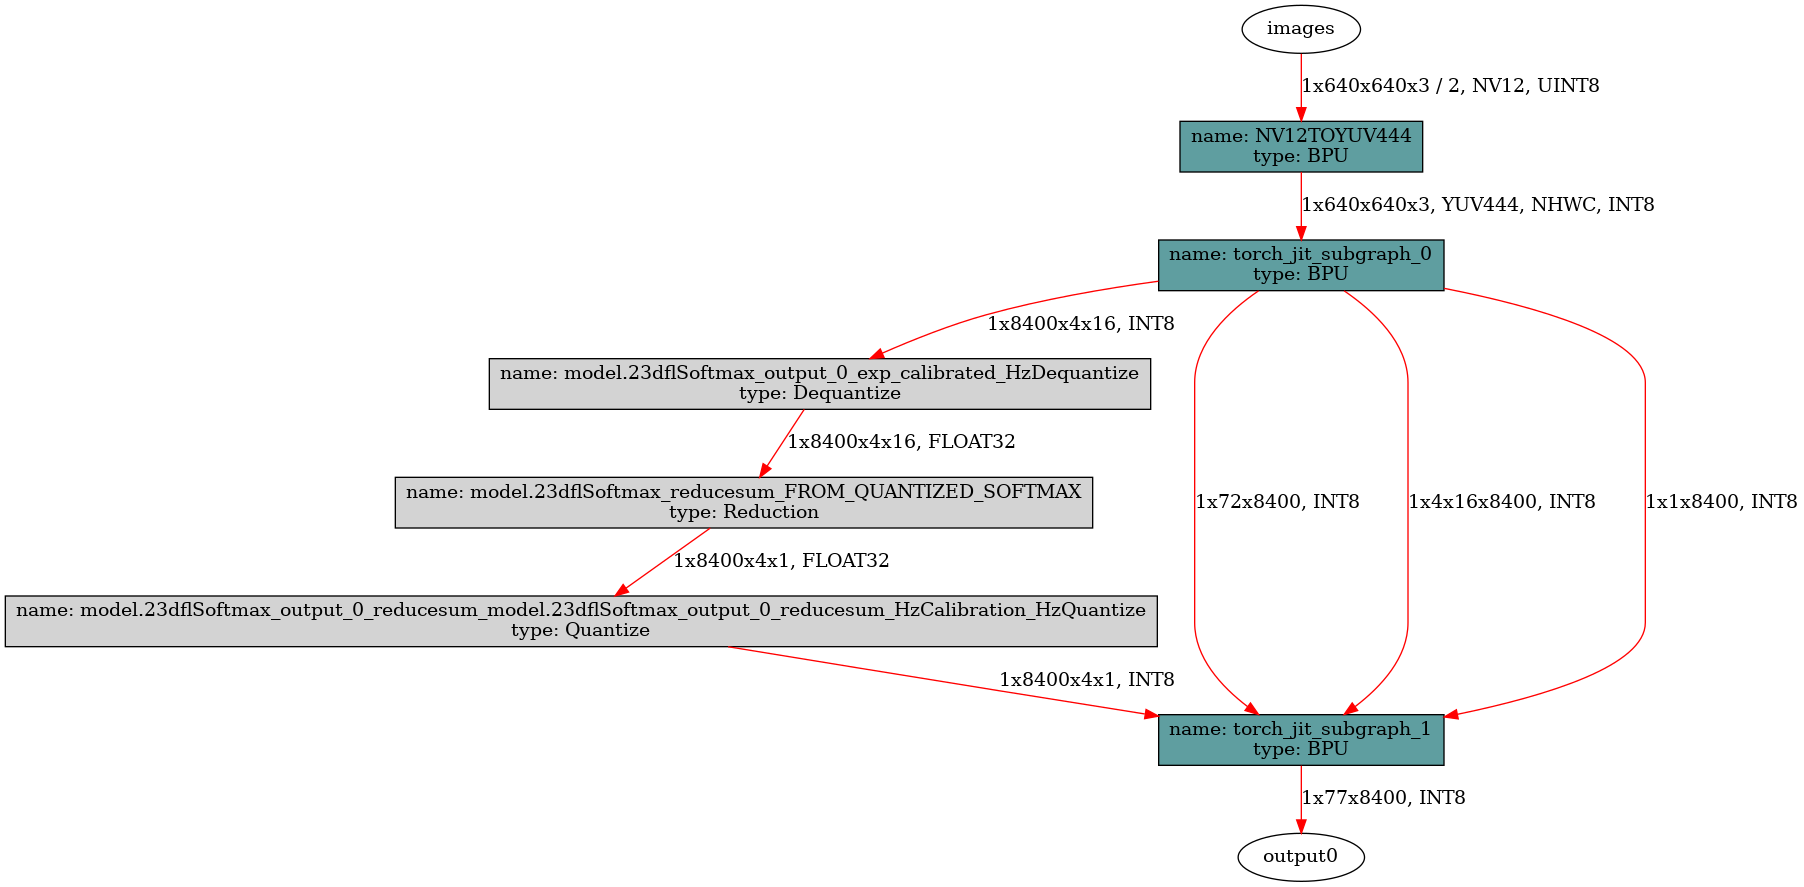 images
1x640x640x3 / 2, NV12, UINT8
name: NV12TOYUV444
type: BPU
1x640x640x3, YUV444, NHWC, INT8
name: torch_jit_subgraph_0
type: BPU
1x8400x4x16, INT8
name: model.23dflSoftmax_output_0_exp_calibrated_HzDequantize
type: Dequantize
1x8400x4x16, FLOAT32
name: model.23dflSoftmax_reducesum_FROM_QUANTIZED_SOFTMAX
type: Reduction
1x72x8400, INT8
1x4x16x8400, INT8
1x1x8400, INT8
1x8400x4x1, FLOAT32
name: model.23dflSoftmax_output_0_reducesum_model.23dflSoftmax_output_0_reducesum_HzCalibration_HzQuantize
type: Quantize
1x8400x4x1, INT8
name: torch_jit_subgraph_1
type: BPU
1x77x8400, INT8
output0